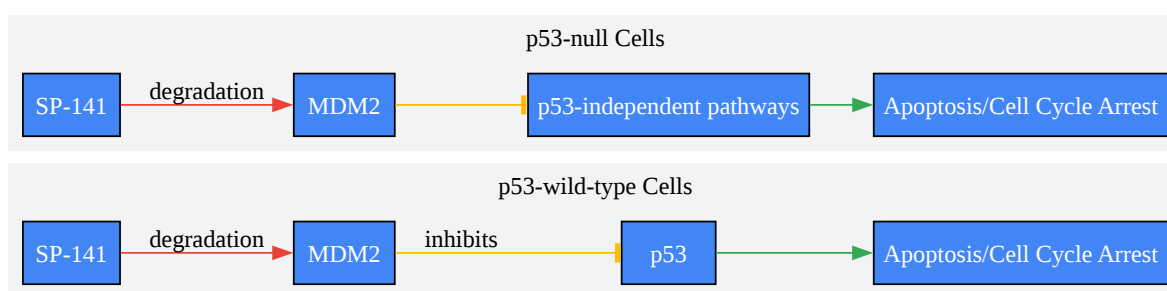 p53-null Cells
SP-141
degradation
MDM2
p53-independent pathways
Apoptosis/Cell Cycle Arrest
p53-wild-type Cells
SP-141
degradation
MDM2
inhibits
p53
Apoptosis/Cell Cycle Arrest